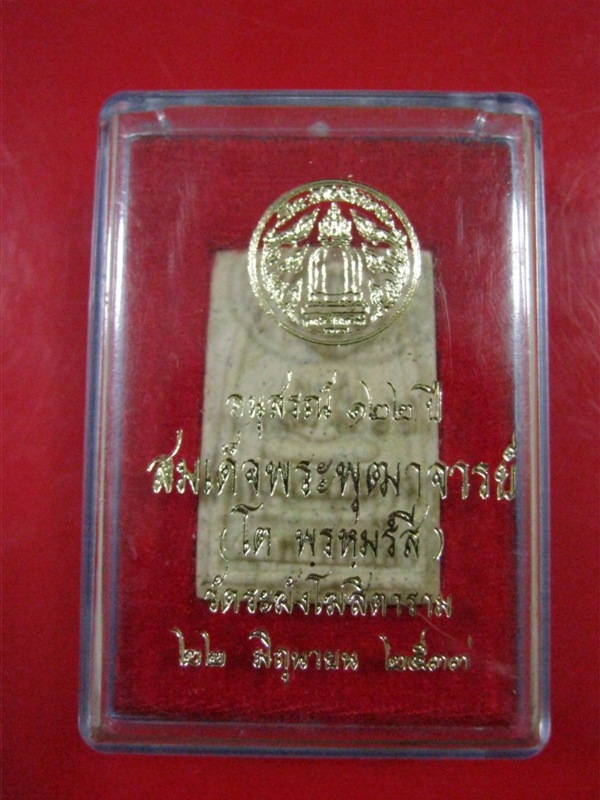 อนุสรณ์ ๑๒๒ ปี
สมเด็จพระพุฒาจารย์
( โต พฺรหฺมรํสี )
วัดระฆังโฆสิตาราม
๒๒ มิถุนายน ๒๕๓๗